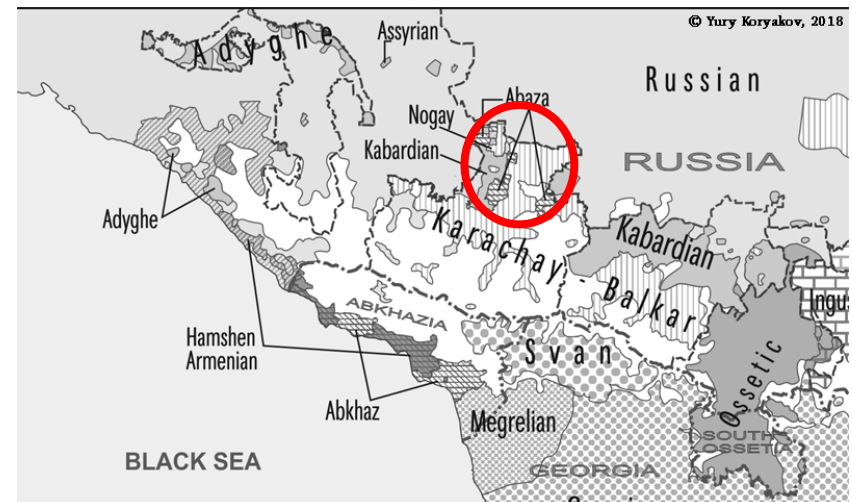 © Yury Koryakov, 2018
Assyrian
Adyghe
Russian
Abaza
Nogay
Kabardian
RUSSIA
Adyghe
Karachay - Balkar
Kabardian
Ingus
ABKHAZIA
Hamshen
Armenian
Svan
Ossetic
Abkhaz
Megrelian
SOUTH
OSSETIA
BLACK SEA
GEORGIA